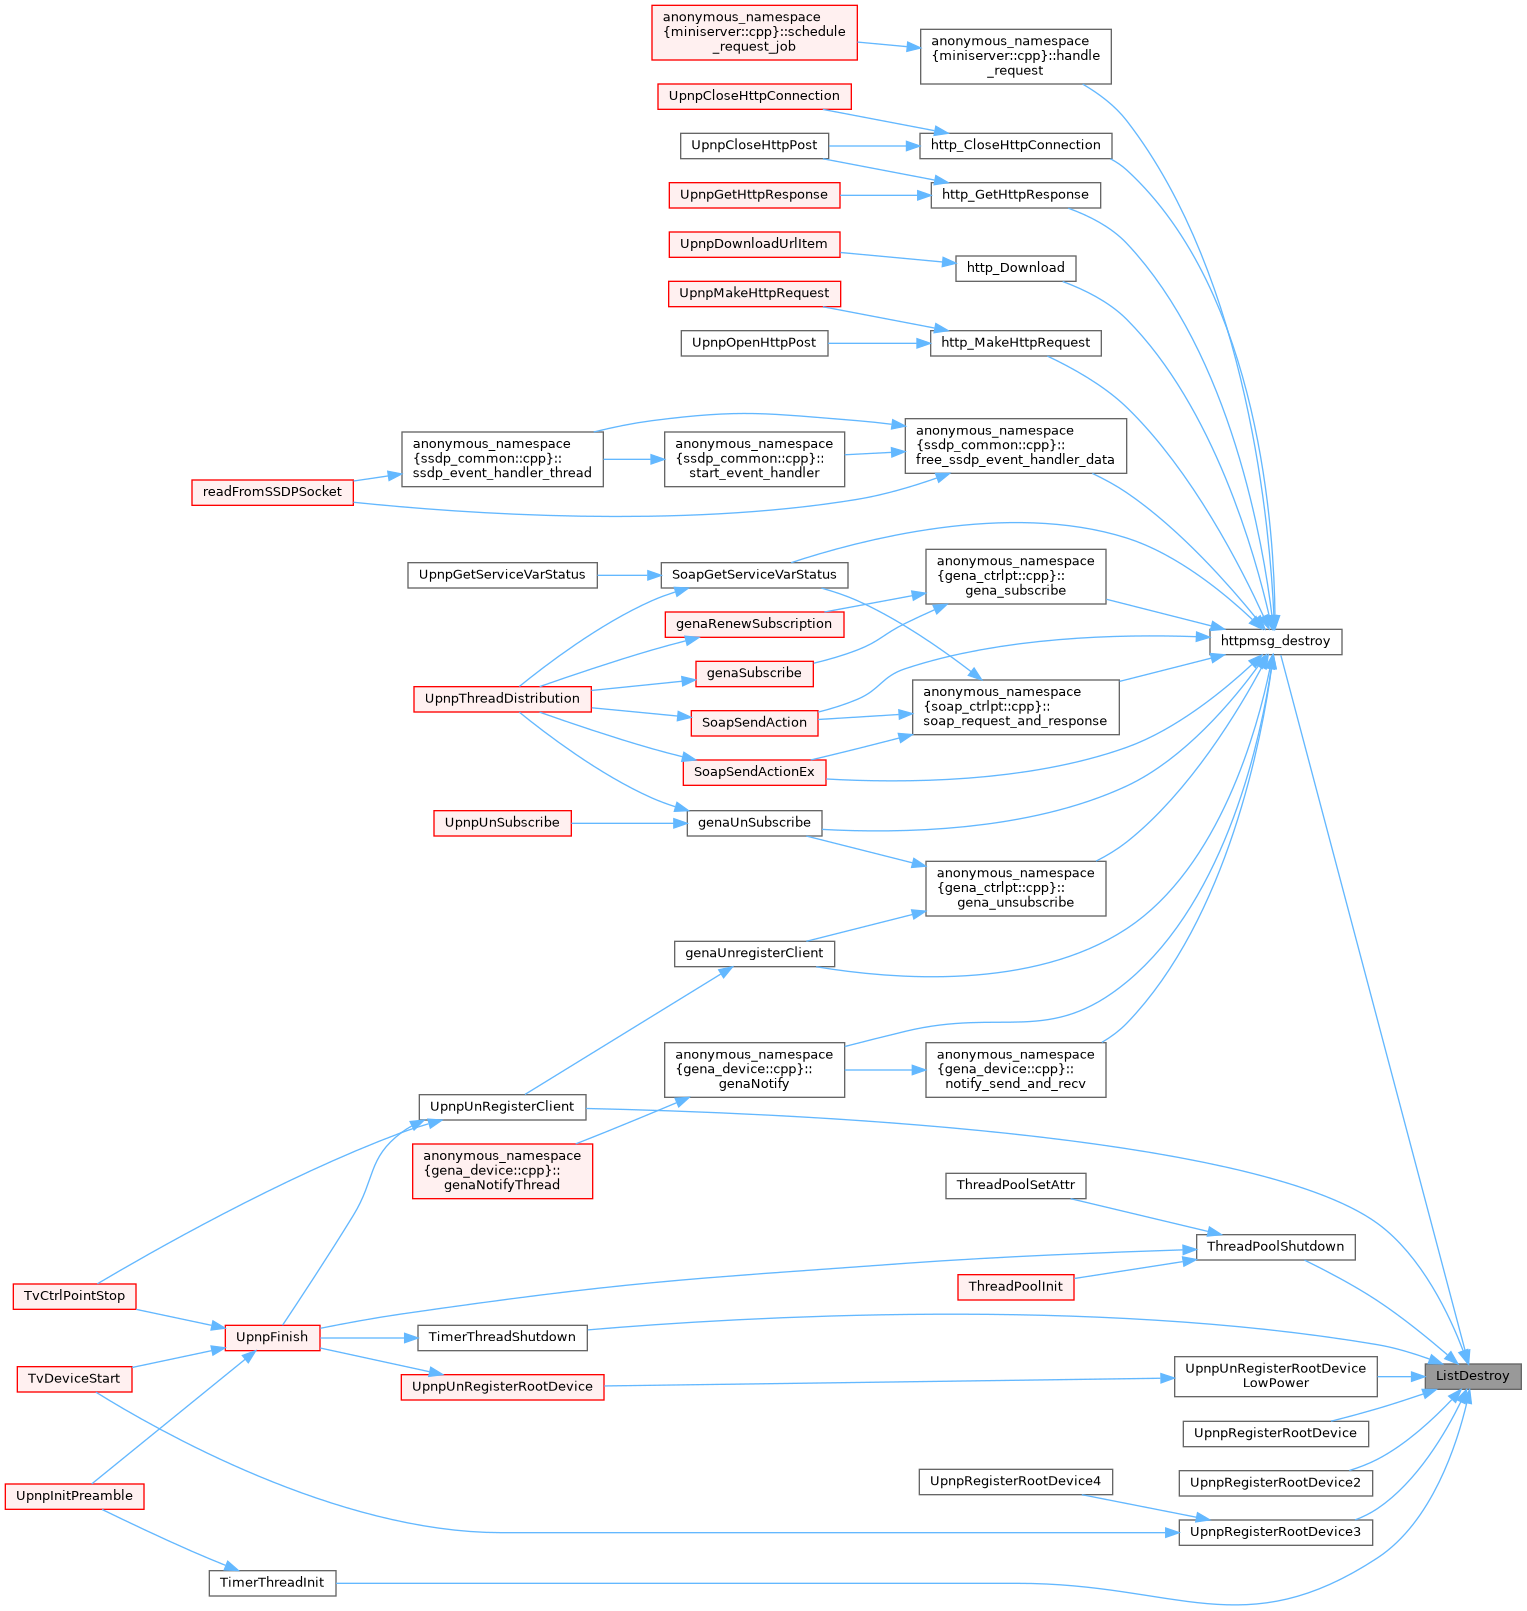 anonymous_namespace
{miniserver::cpp}::schedule
_request_job
anonymous_namespace
{miniserver::cpp}::handle
_request
UpnpCloseHttpConnection
UpnpCloseHttpPost
http_CloseHttpConnection
UpnpGetHttpResponse
http_GetHttpResponse
UpnpDownloadUrlItem
http_Download
UpnpMakeHttpRequest
UpnpOpenHttpPost
http_MakeHttpRequest
anonymous_namespace
{ssdp_common::cpp}::
ssdp_event_handler_thread
anonymous_namespace
{ssdp_common::cpp}::
start_event_handler
anonymous_namespace
{ssdp_common::cpp}::
free_ssdp_event_handler_data
readFromSSDPSocket
UpnpGetServiceVarStatus
SoapGetServiceVarStatus
anonymous_namespace
{gena_ctrlpt::cpp}::
gena_subscribe
genaRenewSubscription
httpmsg_destroy
genaSubscribe
UpnpThreadDistribution
SoapSendAction
anonymous_namespace
{soap_ctrlpt::cpp}::
soap_request_and_response
SoapSendActionEx
UpnpUnSubscribe
genaUnSubscribe
anonymous_namespace
{gena_ctrlpt::cpp}::
gena_unsubscribe
genaUnregisterClient
anonymous_namespace
{gena_device::cpp}::
genaNotify
anonymous_namespace
{gena_device::cpp}::
notify_send_and_recv
UpnpUnRegisterClient
anonymous_namespace
{gena_device::cpp}::
genaNotifyThread
ThreadPoolSetAttr
ThreadPoolShutdown
ThreadPoolInit
TvCtrlPointStop
UpnpFinish
TimerThreadShutdown
TvDeviceStart
UpnpUnRegisterRootDevice
UpnpUnRegisterRootDevice
LowPower
ListDestroy
UpnpRegisterRootDevice
UpnpRegisterRootDevice2
UpnpInitPreamble
UpnpRegisterRootDevice4
UpnpRegisterRootDevice3
TimerThreadInit